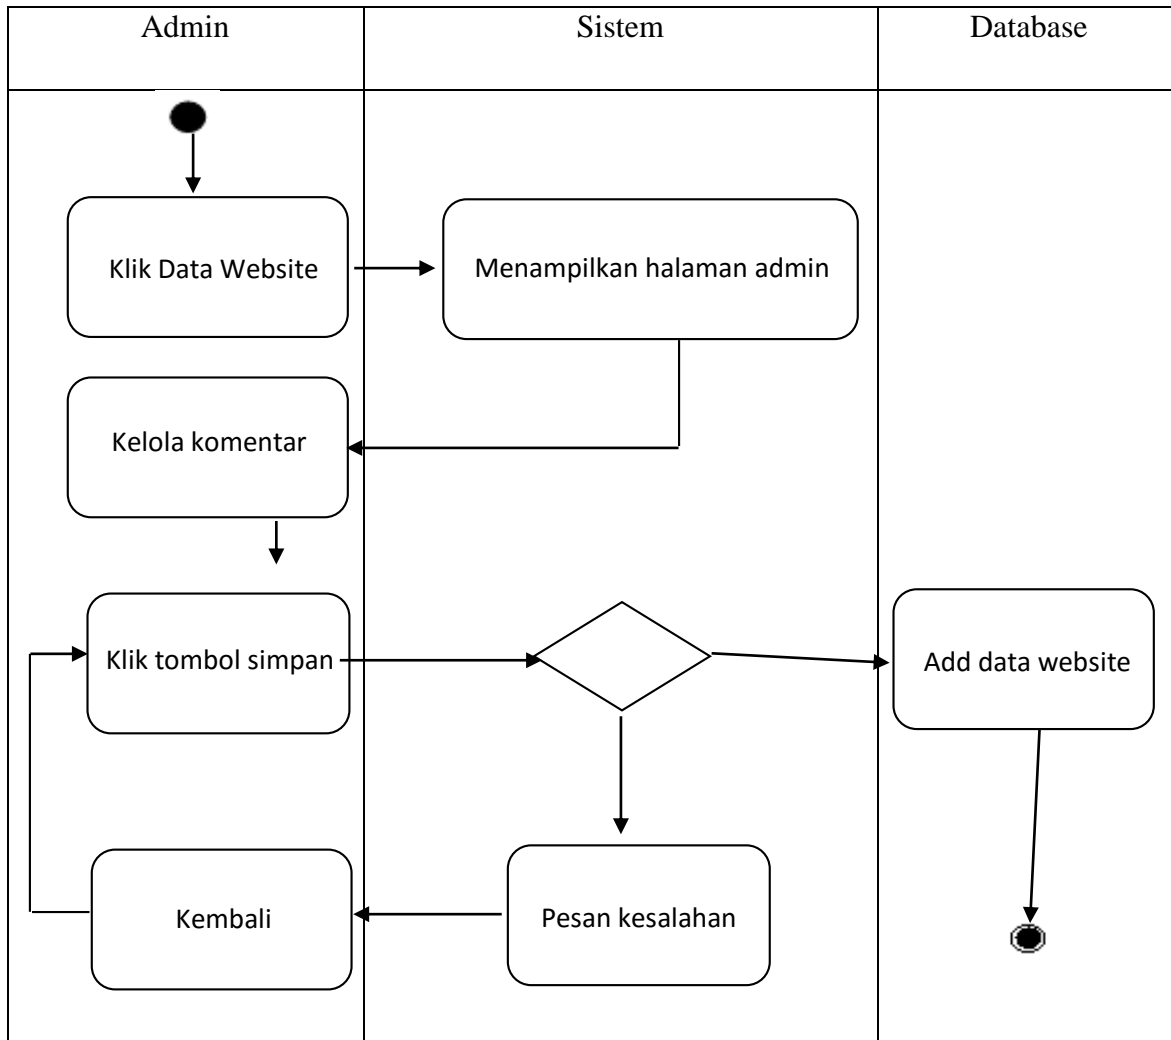 Admin
Sistem
Database
Klik Data Website
Menampilkan halaman admin
Kelola komentar
Klik tombol simpan
Add data website
Kembali
Pesan kesalahan